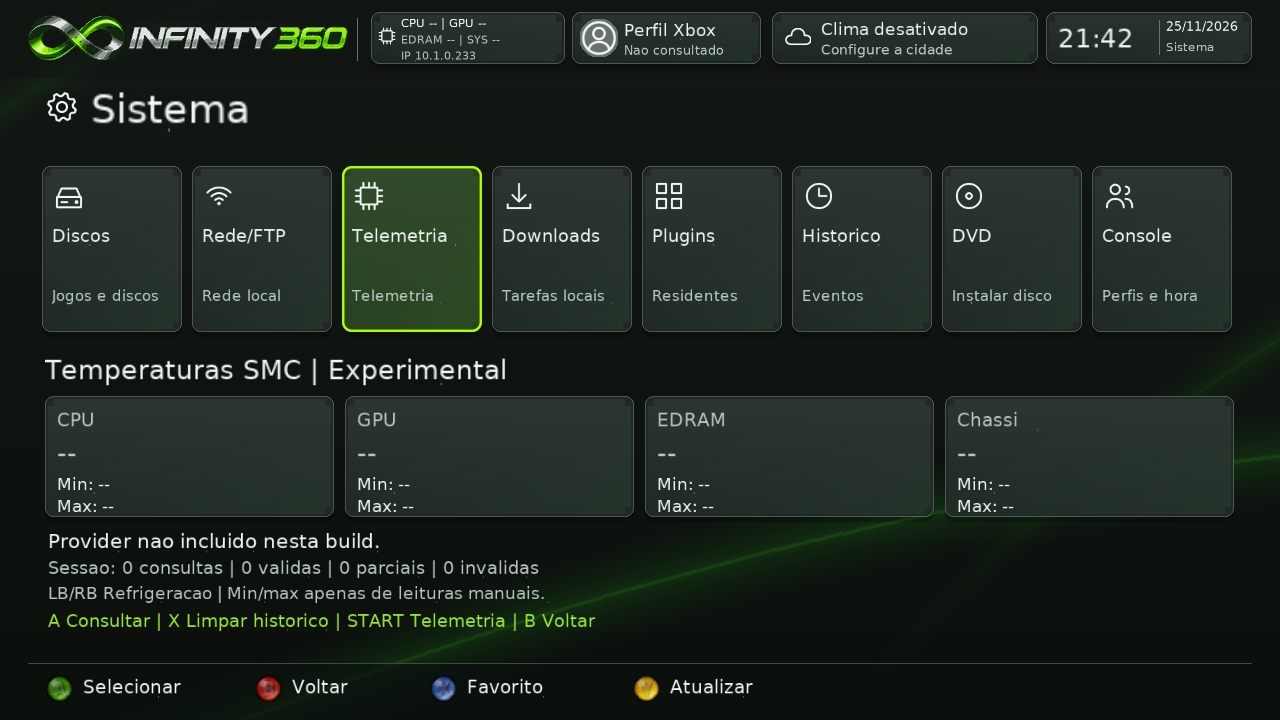 INFINITY 360
CPU -- | GPU --
EDRAM -- | SYS --
IP 10.1.0.233
Perfil Xbox
Nao consultado
Clima desativado
Configure a cidade
21:42
25/11/2026
Sistema
Sistema
Discos
Jogos e discos
Rede/FTP
Rede local
Telemetria
Telemetria
Downloads
Tarefas locais
Plugins
Residentes
Historico
Eventos
DVD
Instalar disco
Console
Perfis e hora
Temperaturas SMC | Experimental
CPU
--
Min: --
Max: --
GPU
--
Min: --
Max: --
EDRAM
--
Min: --
Max: --
Chassi
--
Min: --
Max: --
Provider nao incluido nesta build.
Sessao: 0 consultas | 0 validas | 0 parciais | 0 invalidas
LB/RB Refrigeracao | Min/max apenas de leituras manuais.
A Consultar | X Limpar historico | START Telemetria | B Voltar
Selecionar
Voltar
Favorito
Atualizar